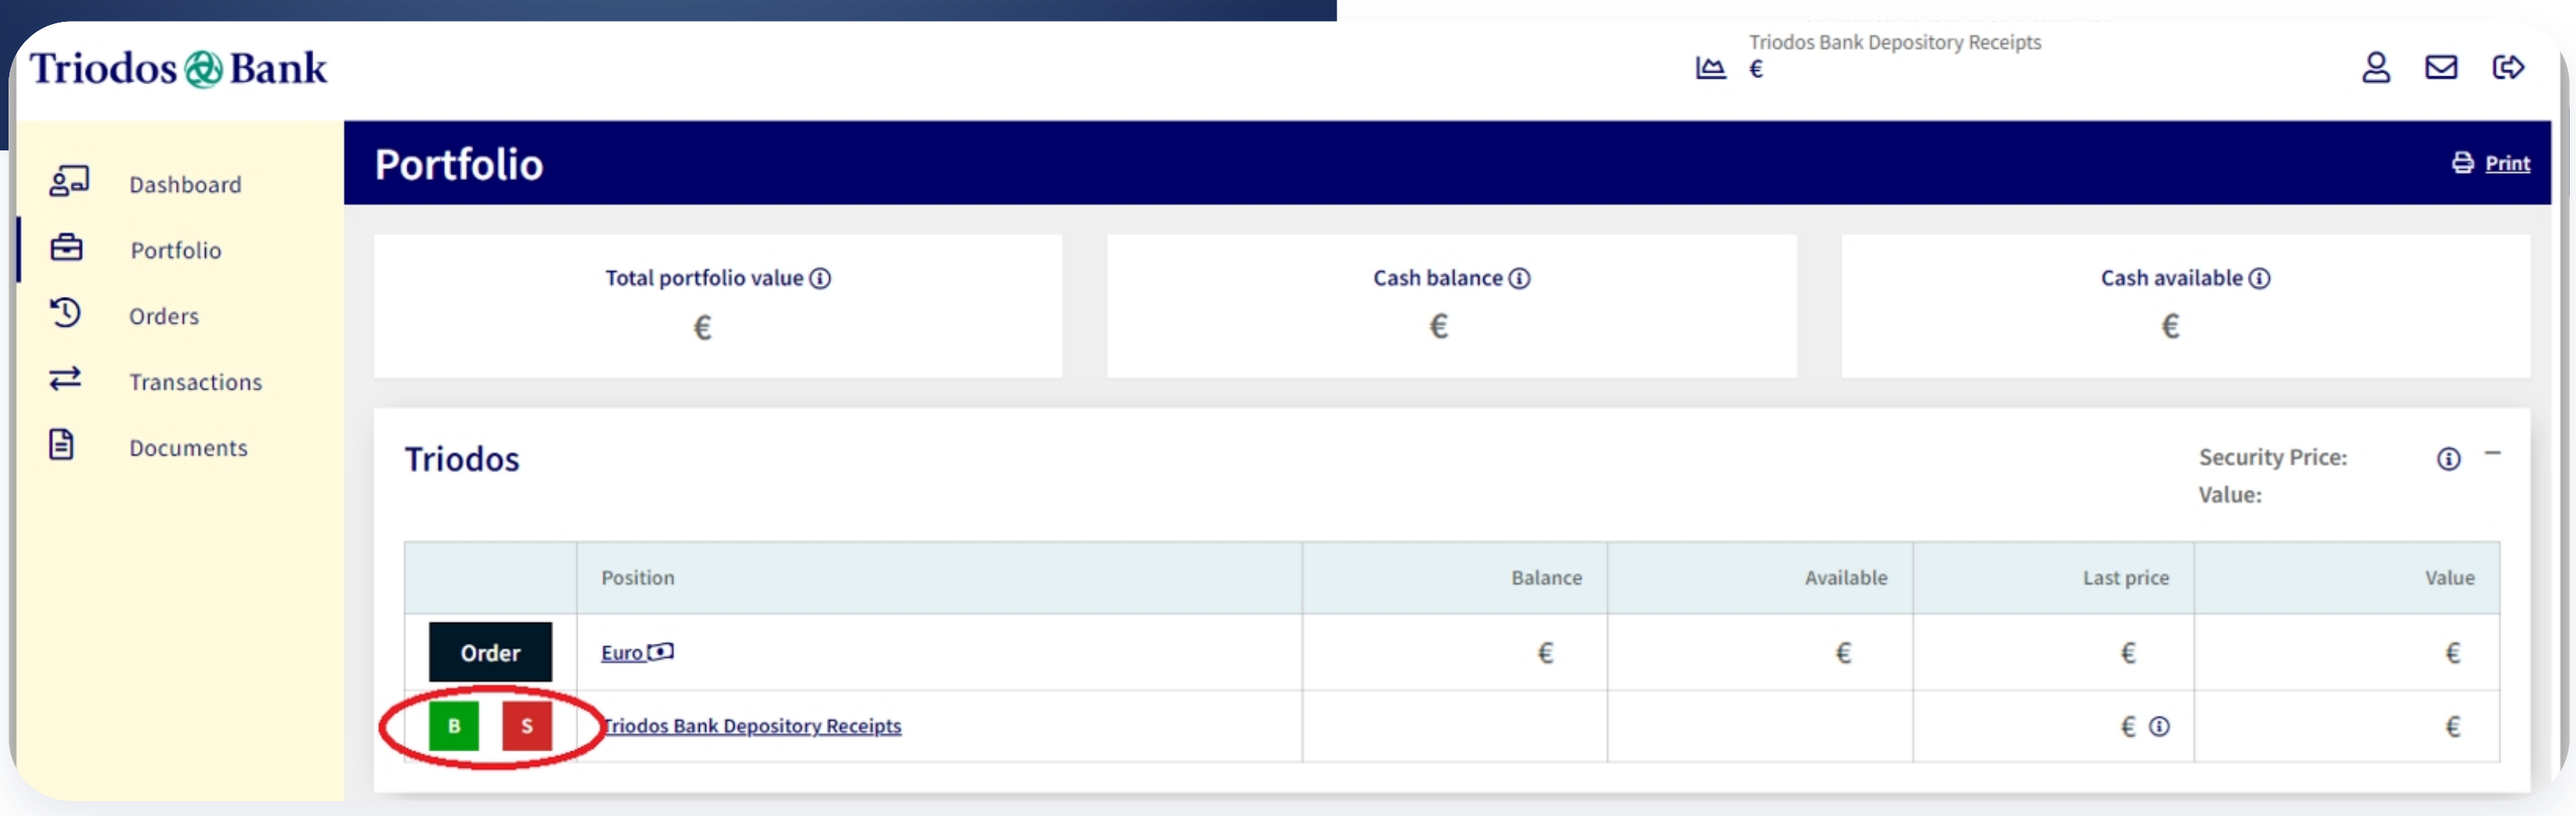 Triodos Bank
Triodos Bank Depository Receipts
€
Dashboard
Portfolio
Orders
Transactions
Documents
Portfolio
Print
Total portfolio value
€
Cash balance
€
Cash available
€
Triodos
Security Price:
Value:
Position Balance Available Last price Value
Order Euro € € € €
B S Triodos Bank Depository Receipts € €